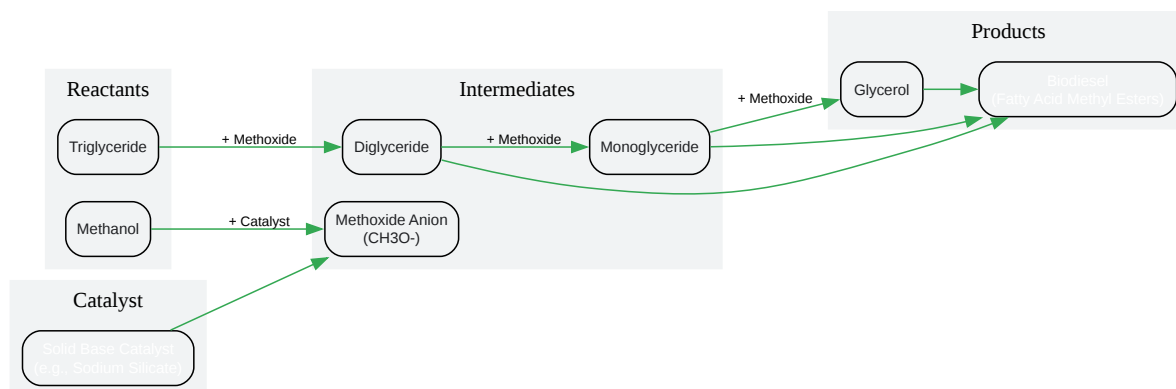 Products
Glycerol
Biodiesel
(Fatty Acid Methyl Esters)
Reactants
Intermediates
+ Methoxide
Triglyceride
+ Methoxide
Diglyceride
+ Methoxide
Monoglyceride
Methanol
+ Catalyst
Methoxide Anion
(CH3O-)
Catalyst
Solid Base Catalyst
(e.g., Sodium Silicate)